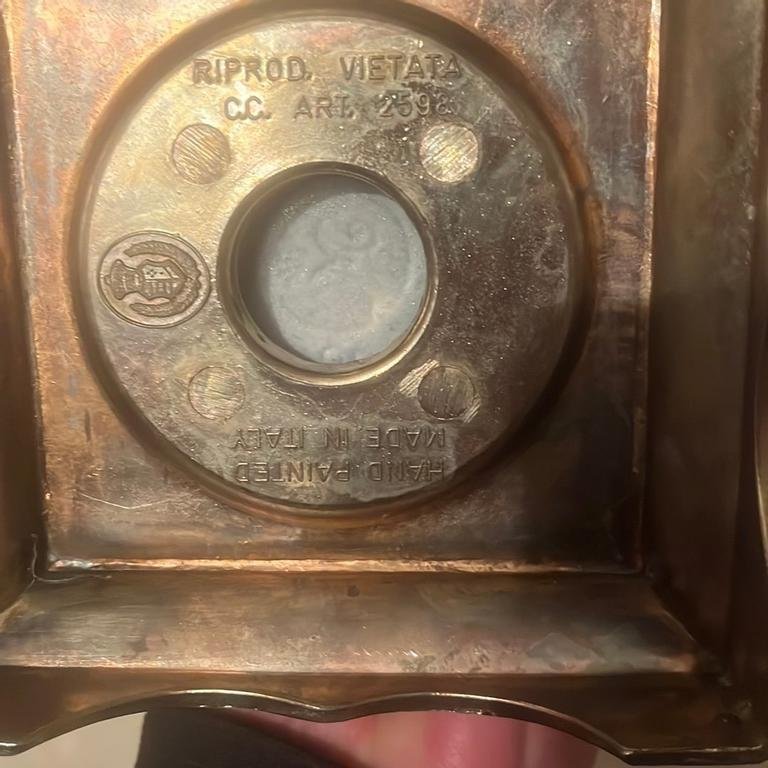 RIPROD. VIETATA
C.C. ART. 2598
HAND PAINTED
MADE IN ITALY